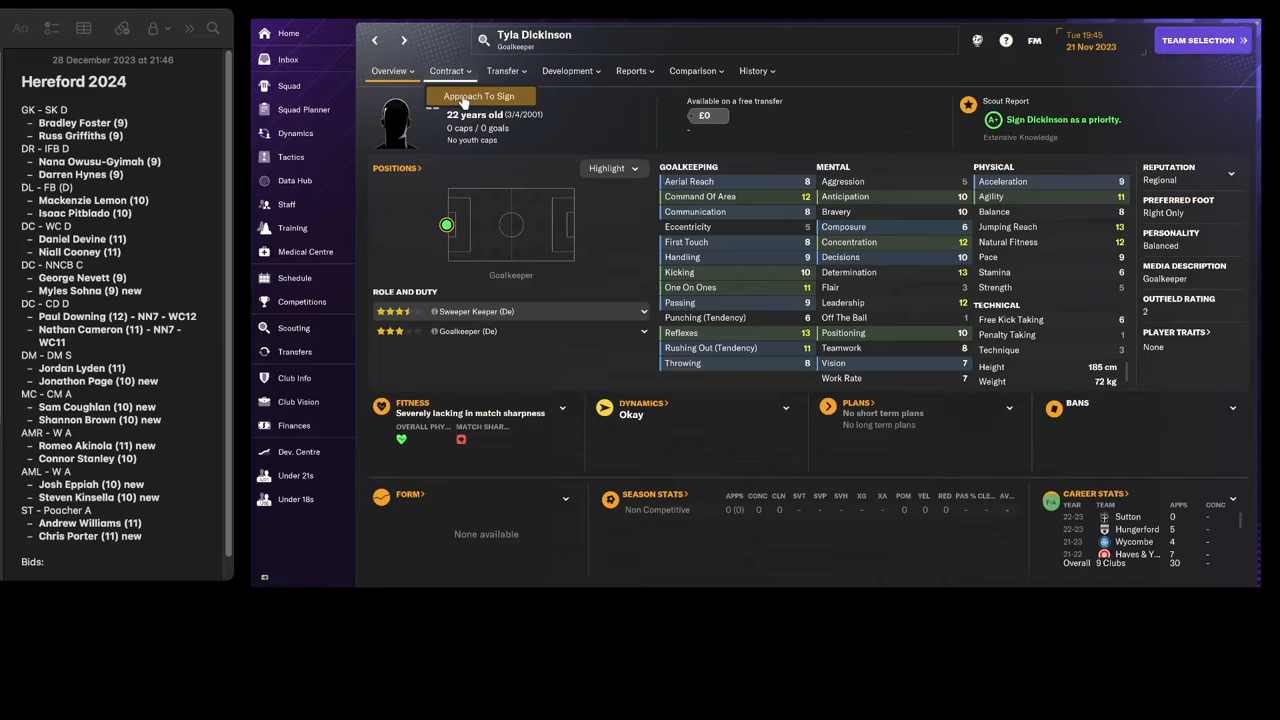 Aa
28 December 2023 at 21:46
Hereford 2024
GK - SK D
– Bradley Foster (9)
– Russ Griffiths (9)
DR - IFB D
– Nana Owusu-Gyimah (9)
– Darren Hynes (9)
DL - FB (D)
– Mackenzie Lemon (10)
– Isaac Pitblado (10)
DC - WC D
– Daniel Devine (11)
– Niall Cooney (11)
DC - NNCB C
– George Nevett (9)
– Myles Sohna (9) new
DC - CD D
– Paul Downing (12) - NN7 - WC12
– Nathan Cameron (11) - NN7 -
WC11
DM - DM S
– Jordan Lyden (11)
– Jonathon Page (10) new
MC - CM A
– Sam Coughlan (10) new
– Shannon Brown (10) new
AMR - W A
– Romeo Akinola (11) new
– Connor Stanley (10)
AML - W A
– Josh Eppiah (10) new
– Steven Kinsella (10) new
ST - Poacher A
– Andrew Williams (11)
– Chris Porter (11) new
Bids:
Home
Inbox
Squad
Squad Planner
Dynamics
Tactics
Data Hub
Staff
Training
Medical Centre
Schedule
Competitions
Scouting
Transfers
Club Info
Club Vision
Finances
Dev. Centre
Under 21s
Under 18s
Tyla Dickinson
Goalkeeper
? FM
Tue 19:45
21 Nov 2023
TEAM SELECTION
Overview Contract Transfer Development Reports Comparison History
Approach To Sign
22 years old (3/4/2001)
0 caps / 0 goals
No youth caps
Available on a free transfer
£0
-
Scout Report
A+ Sign Dickinson as a priority.
Extensive Knowledge
POSITIONS>
Highlight
Goalkeeper
ROLE AND DUTY
Sweeper Keeper (De)
Goalkeeper (De)
GOALKEEPING
Aerial Reach 8
Command Of Area 12
Communication 8
Eccentricity 5
First Touch 8
Handling 9
Kicking 10
One On Ones 11
Passing 9
Punching (Tendency) 6
Reflexes 13
Rushing Out (Tendency) 11
Throwing 8
MENTAL
Aggression 5
Anticipation 10
Bravery 10
Composure 6
Concentration 12
Decisions 10
Determination 13
Flair 3
Leadership 12
Off The Ball 1
Positioning 10
Teamwork 8
Vision 7
Work Rate 7
PHYSICAL
Acceleration 9
Agility 11
Balance 8
Jumping Reach 13
Natural Fitness 12
Pace 9
Stamina 6
Strength 5
TECHNICAL
Free Kick Taking 6
Penalty Taking 1
Technique 3
Height 185 cm
Weight 72 kg
REPUTATION
Regional
PREFERRED FOOT
Right Only
PERSONALITY
Balanced
MEDIA DESCRIPTION
Goalkeeper
OUTFIELD RATING
2
PLAYER TRAITS>
None
FITNESS
Severely lacking in match sharpness
OVERALL PHY... MATCH SHAR...
DYNAMICS>
Okay
PLANS>
No short term plans
No long term plans
BANS
FORM>
None available
SEASON STATS> APPS CONC CLN SVT SVP SVH XG XA POM YEL RED PAS % CLE... AV...
Non Competitive 0 (0) 0 0 - - - - - 0 0 0 - - -
CAREER STATS>
YEAR TEAM APPS CONC
22-23 Sutton 0 -
22-23 Hungerford 5 -
21-23 Wycombe 4 -
21-22 Hayes & Y... 7 -
Overall 9 Clubs 30 -